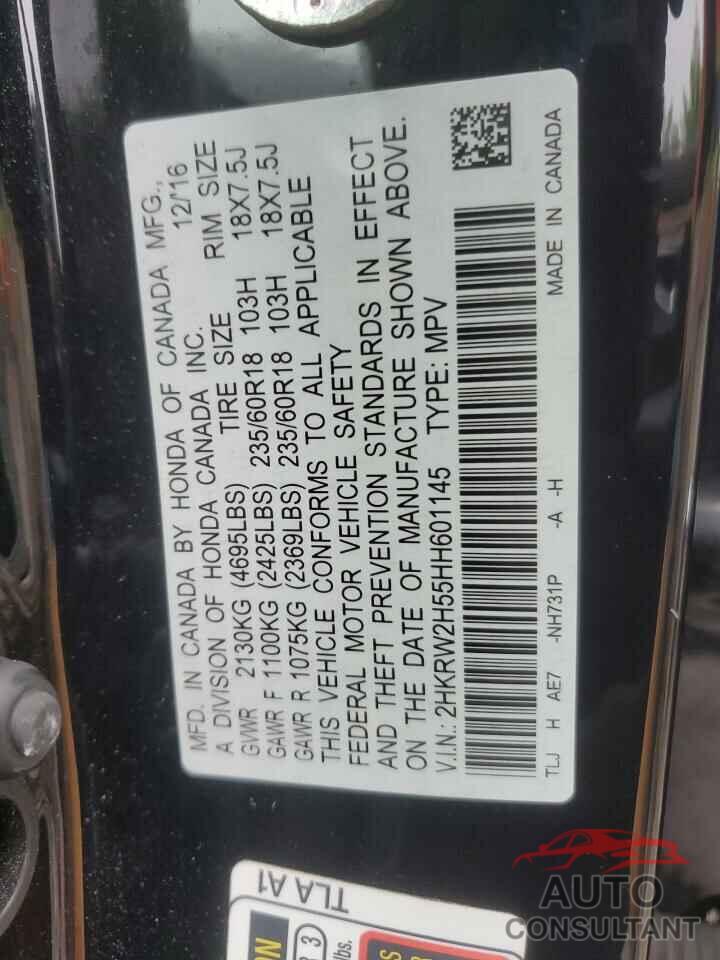 MFD. IN CANADA BY HONDA OF CANADA MFG.,
A DIVISION OF HONDA CANADA INC. 12/'16
GVWR 2130KG (4695LBS) TIRE SIZE RIM SIZE
GAWR F 1100KG (2425LBS) 235/60R18 103H 18X7.5J
GAWR R 1075KG (2369LBS) 235/60R18 103H 18X7.5J
THIS VEHICLE CONFORMS TO ALL APPLICABLE
FEDERAL MOTOR VEHICLE SAFETY
AND THEFT PREVENTION STANDARDS IN EFFECT
ON THE DATE OF MANUFACTURE SHOWN ABOVE.
V.I.N.: 2HKRW2H55HH601145 TYPE: MPV
TLJ H AE7 -NH731P -A -H MADE IN CANADA
TLA A1
3
lbs.
AUTO
CONSULTANT